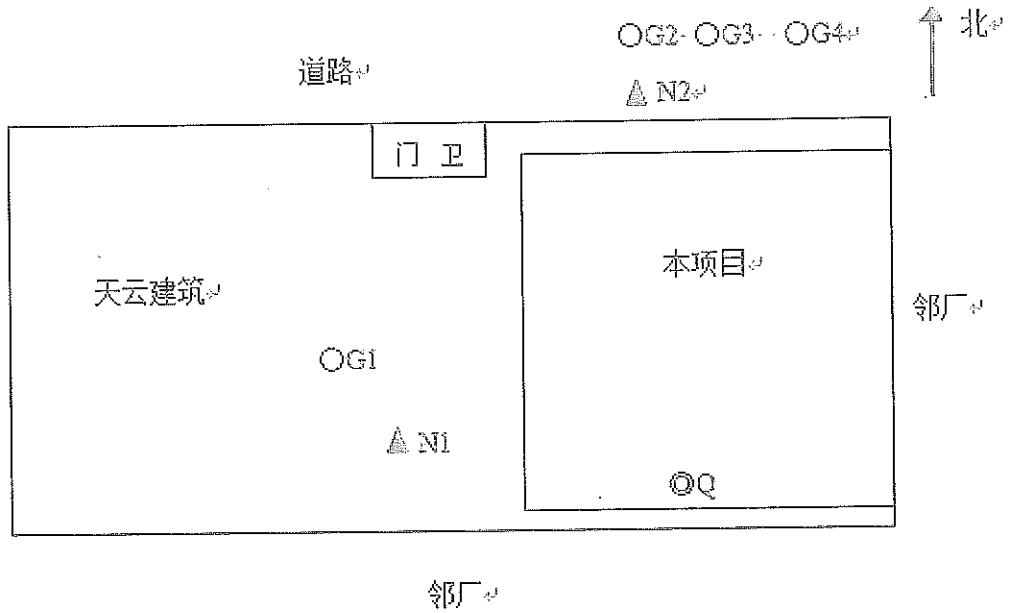 ○G2 ○G3 ○G4
北
道路
▲ N2
门 卫
本项目
天云建筑
邻厂
○G1
▲ N1
◎Q
邻厂